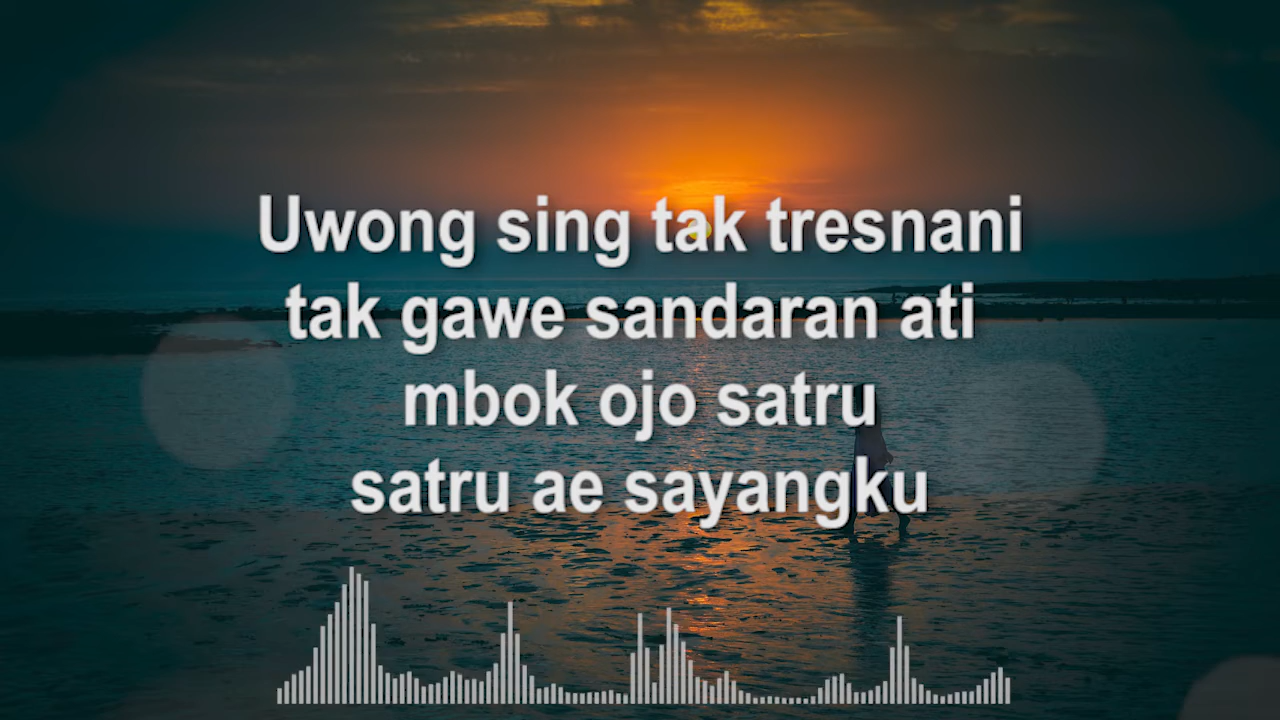 Uwong sing tak tresnani
tak gawe sandaran ati
mbok ojo satru
satru ae sayangku